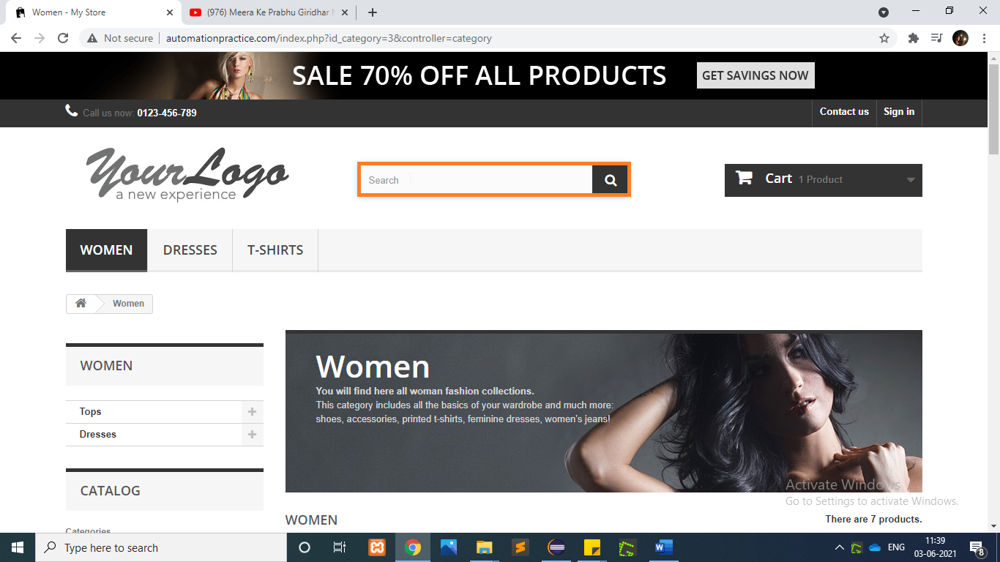 Women - My Store
(976) Meera Ke Prabhu Giridhar
Not secure
automationpractice.com/index.php?id_category=3&controller=category
SALE 70% OFF ALL PRODUCTS
GET SAVINGS NOW
Call us now: 0123-456-789
Contact us
Sign in
YourLogo
a new experience
Search
Cart 1 Product
WOMEN
DRESSES
T-SHIRTS
Women
WOMEN
Tops
Dresses
CATALOG
Categories
Women
You will find here all woman fashion collections.
This category includes all the basics of your wardrobe and much more:
shoes, accessories, printed t-shirts, feminine dresses, women's jeans!
WOMEN
There are 7 products.
Activate Windows
Go to Settings to activate Windows.
Type here to search
ENG
11:39
03-06-2021
8